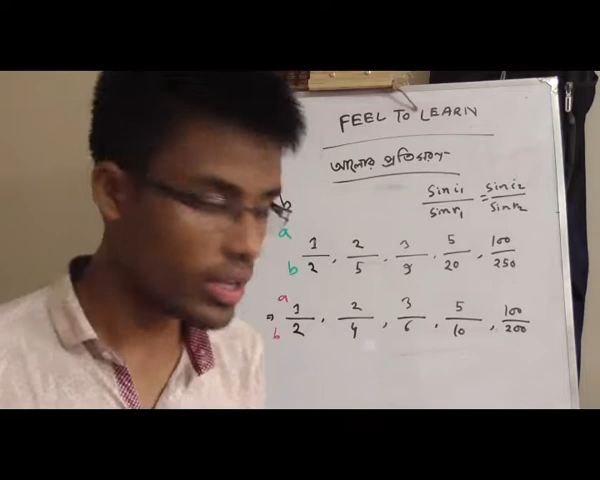 FEEL TO LEARN
আলোর প্রতিসরণ
sin i₁/sin r₁ = sin i₂/sin r₂
b
a 1/2, 2/5, 3/9, 5/20, 100/250
b
a
⇒ 1/2, 2/4, 3/6, 5/10, 100/200
b